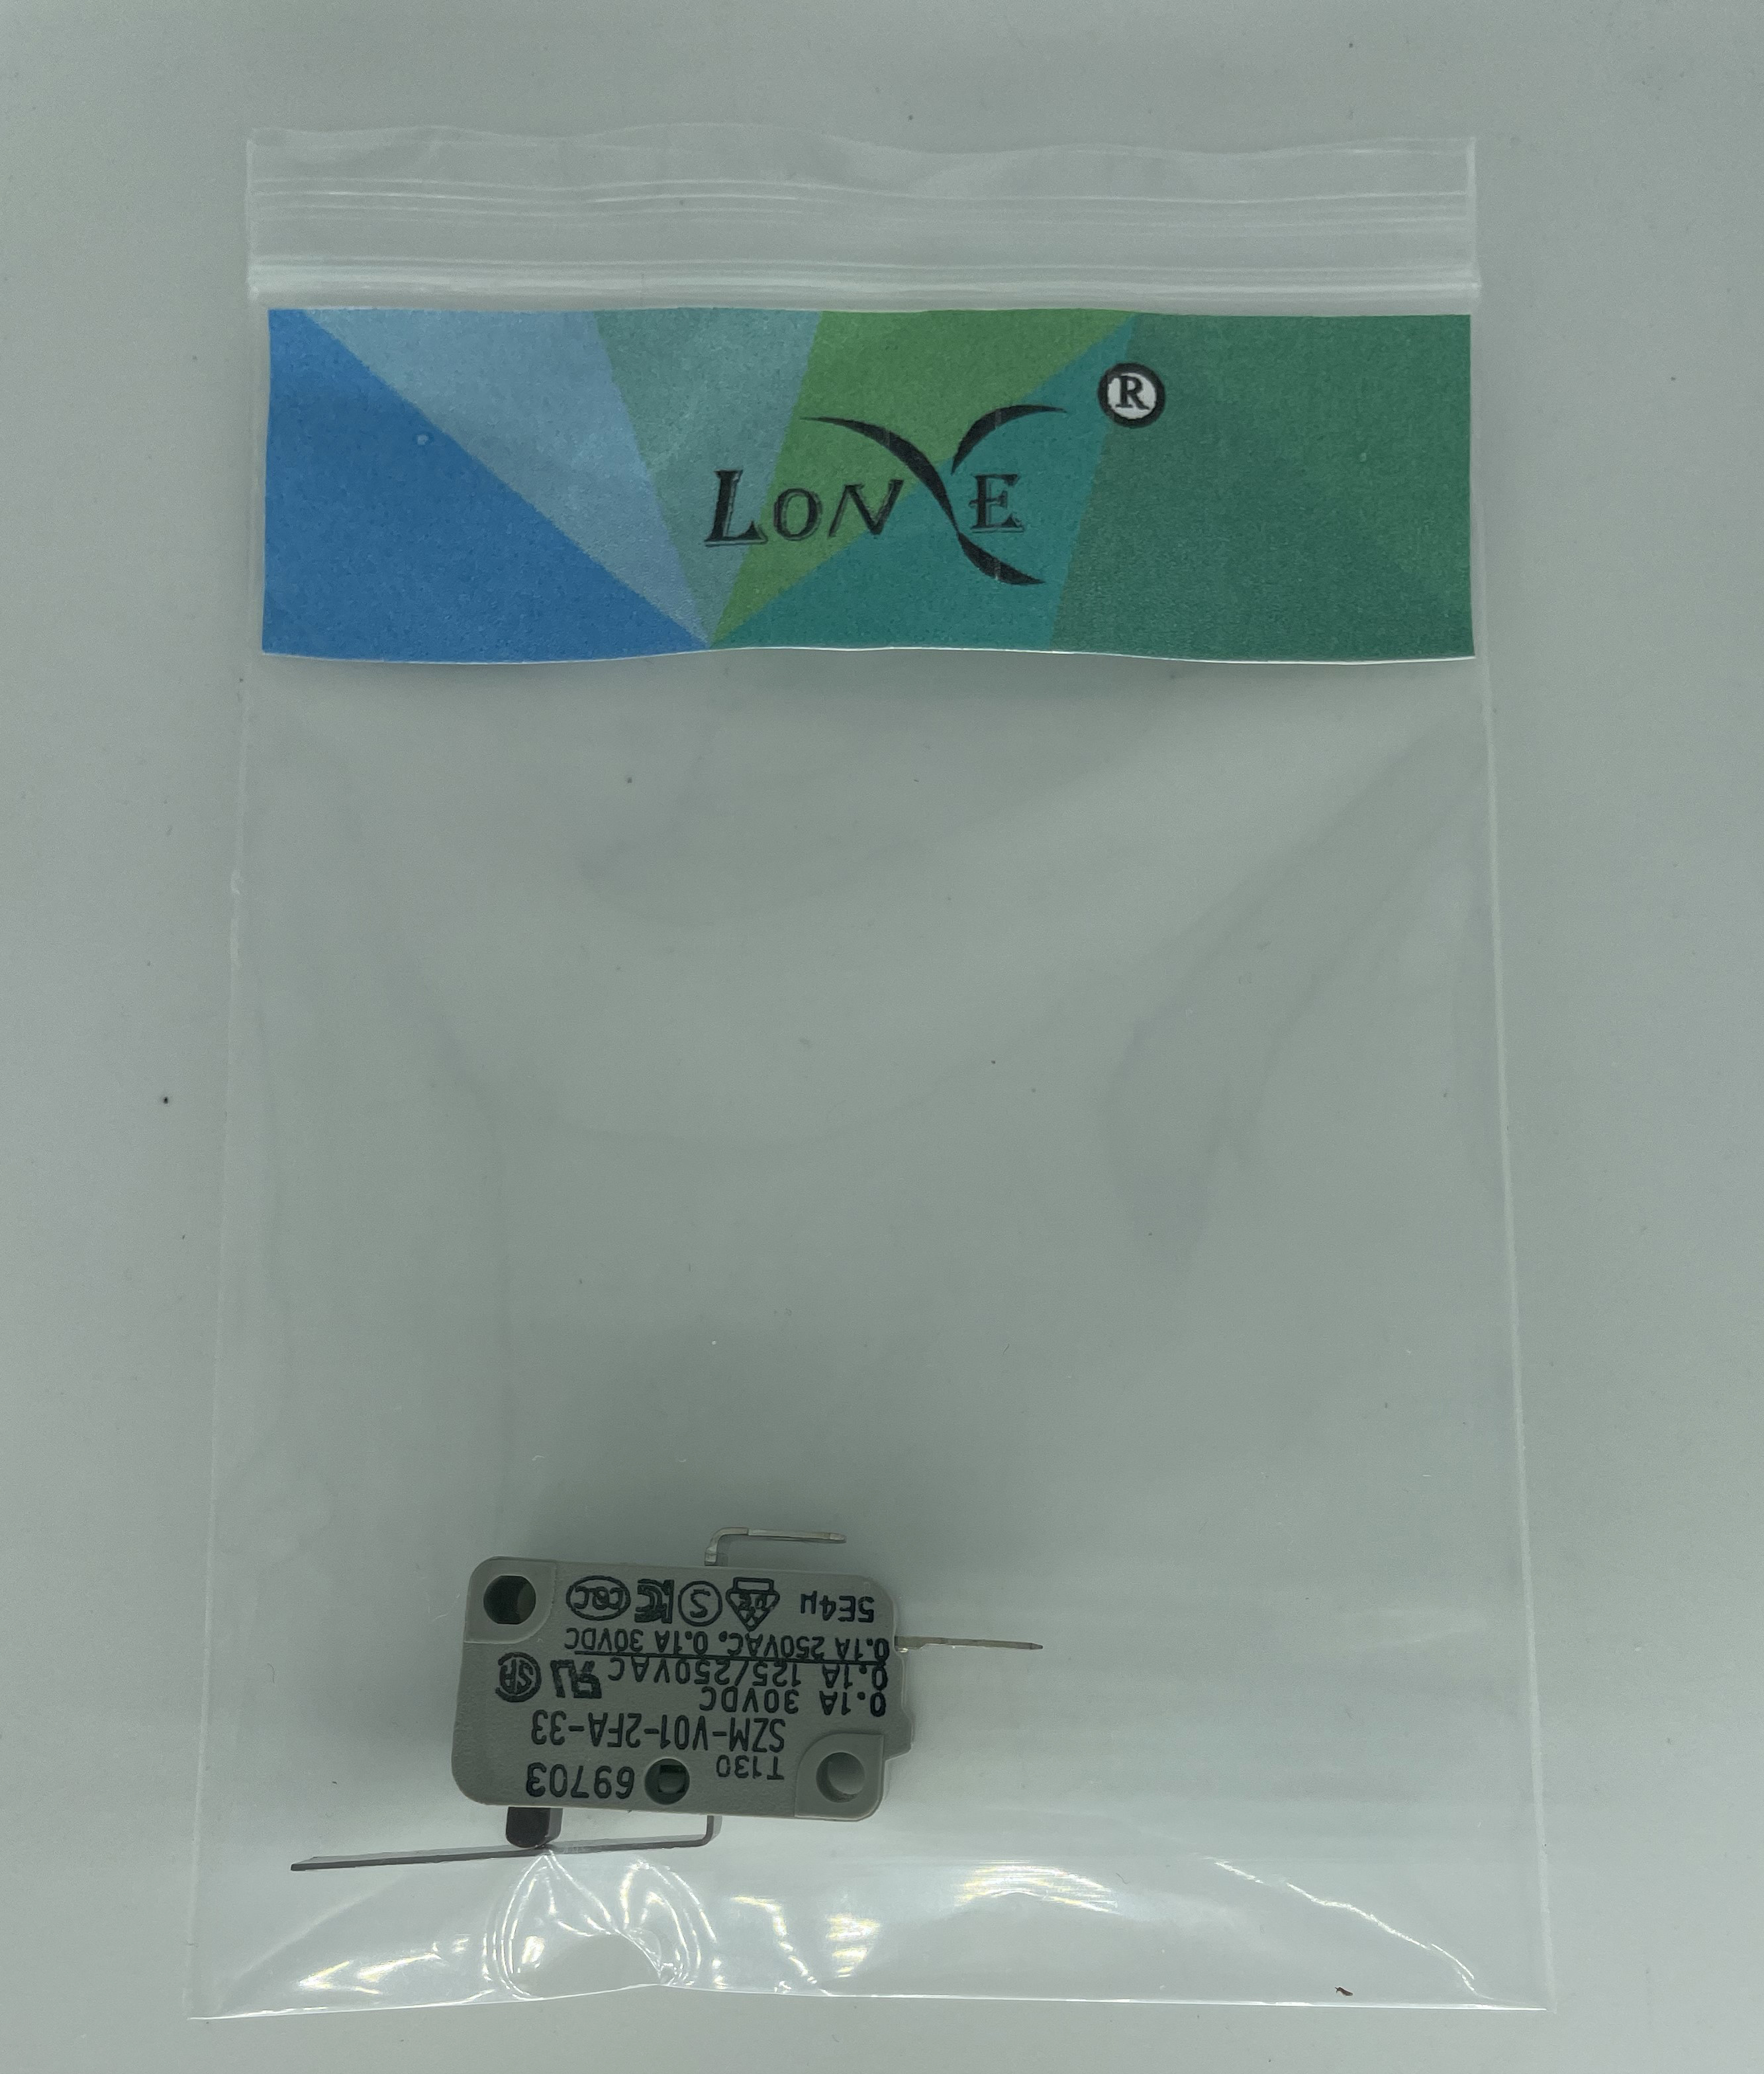 LONXE
®
69703
T130
SZM-V01-2FA-33
0.1A 30VDC
0.1A 125/250VAC
0.1A 250VAC, 0.1A 30VDC
5E4µ
S
CQC